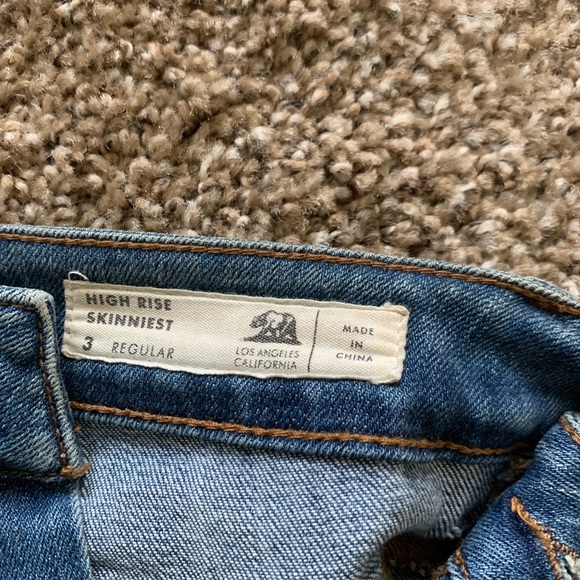 HIGH RISE
SKINNIEST
3 REGULAR
LOS ANGELES
CALIFORNIA
MADE
IN
CHINA